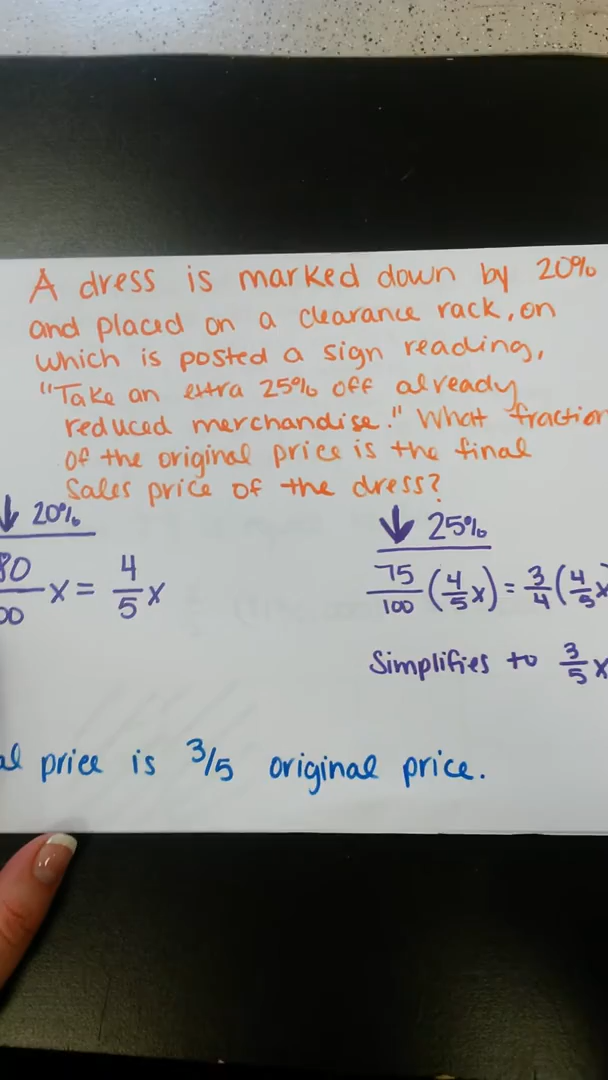 A dress is marked down by 20%
and placed on a clearance rack, on
which is posted a sign reading,
"Take an extra 25% off already
reduced merchandise." What fraction
of the original price is the final
sales price of the dress?
↓ 20%
80/00 x = 4/5 x
↓ 25%
75/100 (4/5 x) = 3/4 (4/5 x
Simplifies to 3/5 x
al price is 3/5 original price.